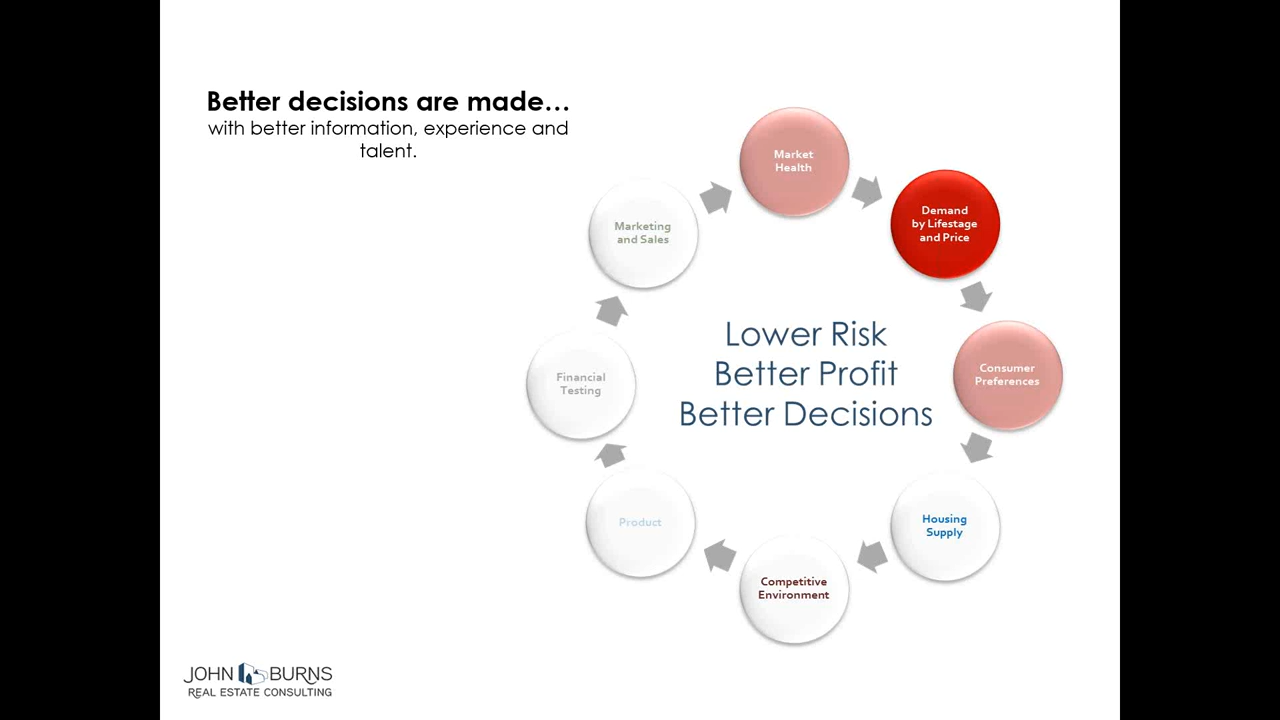 Better decisions are made…
with better information, experience and
talent.
Market
Health
Demand
by Lifestage
and Price
Consumer
Preferences
Housing
Supply
Competitive
Environment
Product
Financial
Testing
Marketing
and Sales
Lower Risk
Better Profit
Better Decisions
JOHN BURNS
REAL ESTATE CONSULTING